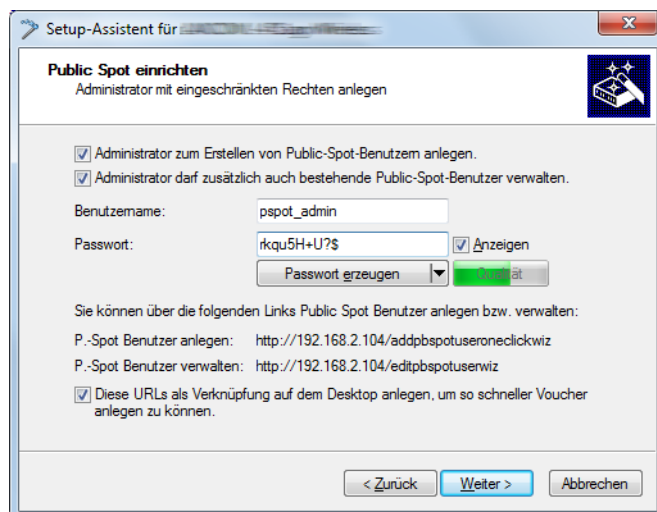 Setup-Assistent für
Public Spot einrichten
Administrator mit eingeschränkten Rechten anlegen
Administrator zum Erstellen von Public-Spot-Benutzern anlegen.
Administrator darf zusätzlich auch bestehende Public-Spot-Benutzer verwalten.
Benutzername: pspot_admin
Passwort: rkqu5H+U?$ Anzeigen
Passwort erzeugen Qualität
Sie können über die folgenden Links Public Spot Benutzer anlegen bzw. verwalten:
P.-Spot Benutzer anlegen: http://192.168.2.104/addpbspotuseroneclickwiz
P.-Spot Benutzer verwalten: http://192.168.2.104/editpbspotuserwiz
Diese URLs als Verknüpfung auf dem Desktop anlegen, um so schneller Voucher
anlegen zu können.
< Zurück Weiter > Abbrechen